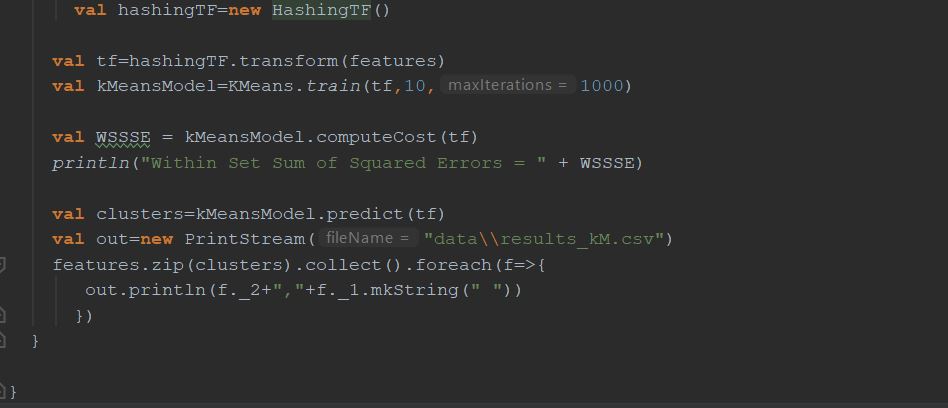 val hashingTF=new HashingTF()
val tf=hashingTF.transform(features)
val kMeansModel=KMeans.train(tf,10, maxIterations = 1000)
val WSSSE = kMeansModel.computeCost(tf)
println("Within Set Sum of Squared Errors = " + WSSSE)
val clusters=kMeansModel.predict(tf)
val out=new PrintStream( fileName = "data\\results_kM.csv")
features.zip(clusters).collect().foreach(f=>{
out.println(f._2+","+f._1.mkString(" "))
})
}
}